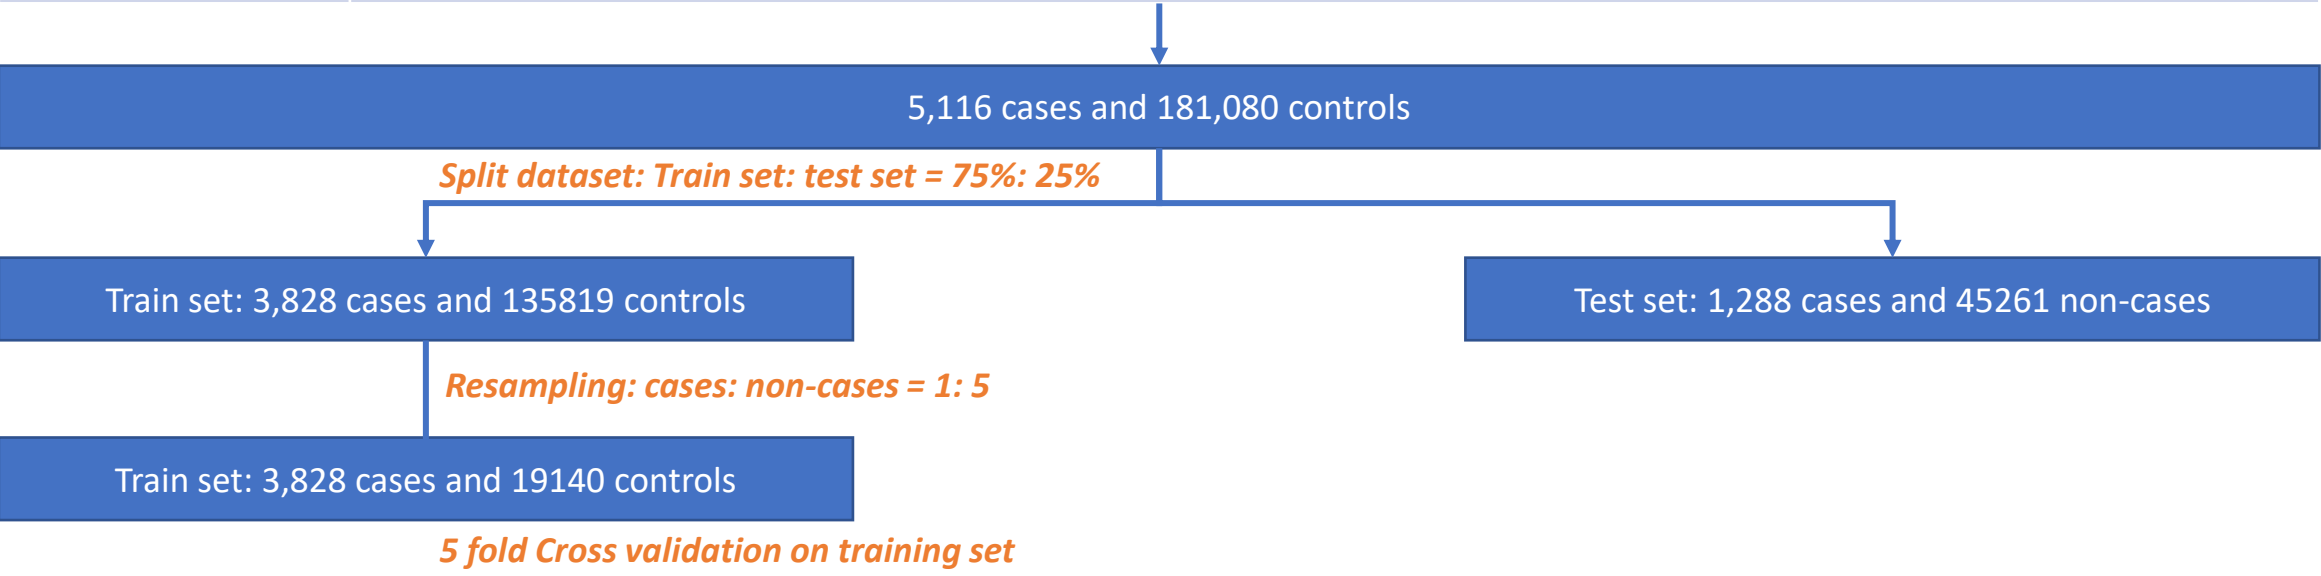 5,116 cases and 181,080 controls
Split dataset: Train set: test set = 75%: 25%
Train set: 3,828 cases and 135819 controls
Test set: 1,288 cases and 45261 non-cases
Resampling: cases: non-cases = 1: 5
Train set: 3,828 cases and 19140 controls
5 fold Cross validation on training set